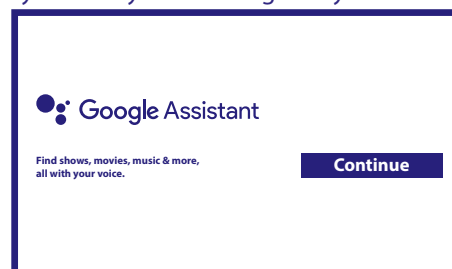 Google Assistant
Find shows, movies, music & more,
all with your voice.
Continue